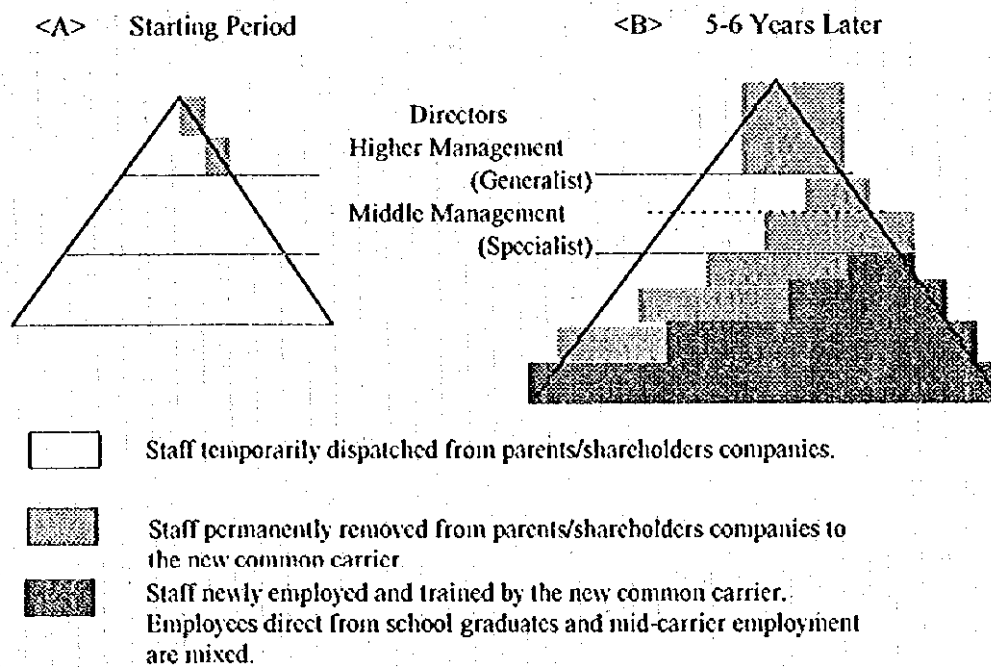 <A> Starting Period
<B> 5-6 Years Later
Directors
Higher Management
(Generalist)
Middle Management
(Specialist)
Staff temporarily dispatched from parents/shareholders companies.
Staff permanently removed from parents/shareholders companies to
the new common carrier
Staff newly employed and trained by the new common carrier.
Employees direct from school graduates and mid-carrier employment
are mixed.